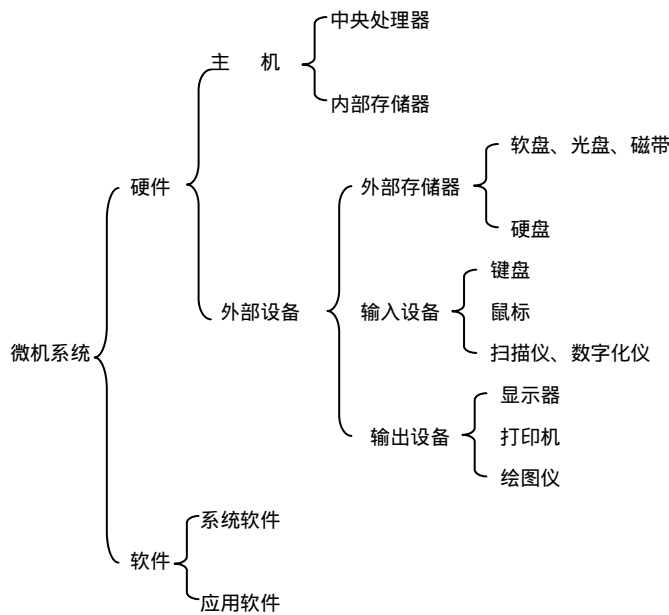 中央处理器
主 机
内部存储器
软盘、光盘、磁带
硬件
外部存储器
硬盘
键盘
外部设备
输入设备
鼠标
微机系统
扫描仪、数字化仪
显示器
输出设备
打印机
绘图仪
系统软件
软件
应用软件